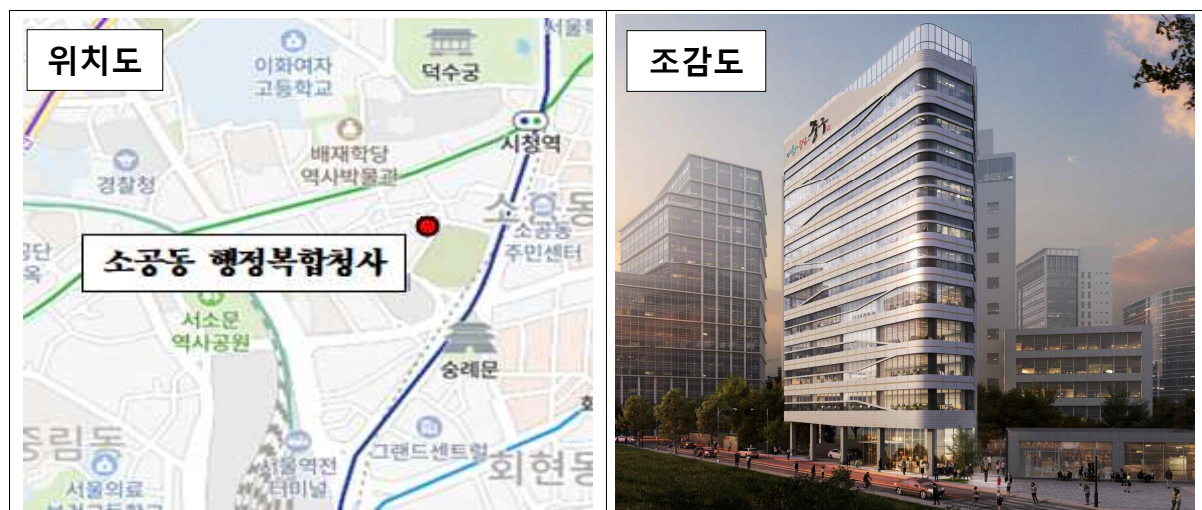 위치도
이화여자
고등학교
덕수궁
시청역
배재학당
역사박물관
경찰청
소공동
소공동
주민센터
소공동 행정복합청사
서소문
역사공원
숭례문
그랜드센트럴
중림동
회현동
서울역전
터미널
서울의료
조감도
중구